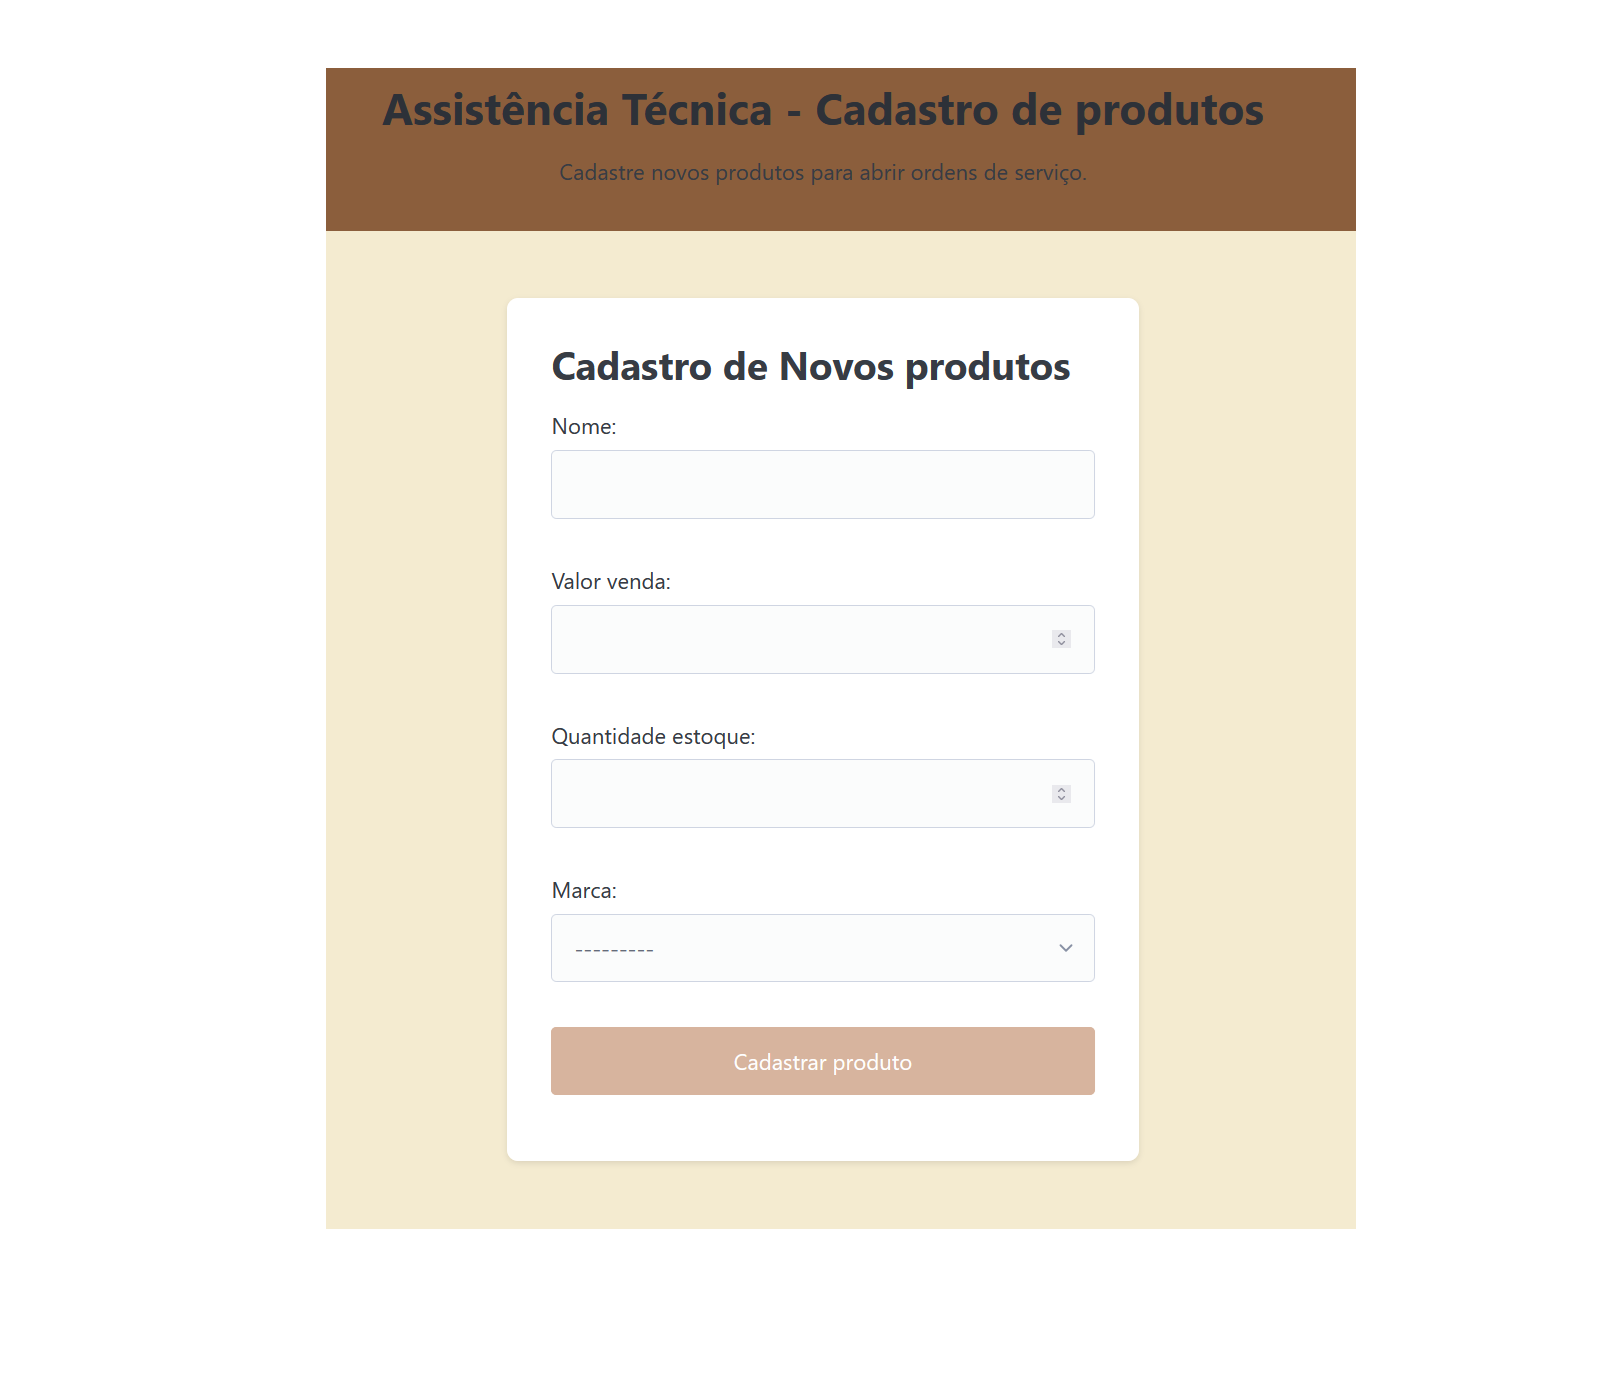 Assistência Técnica - Cadastro de produtos
Cadastre novos produtos para abrir ordens de serviço.
Cadastro de Novos produtos
Nome:
Valor venda:
Quantidade estoque:
Marca:
---------
Cadastrar produto